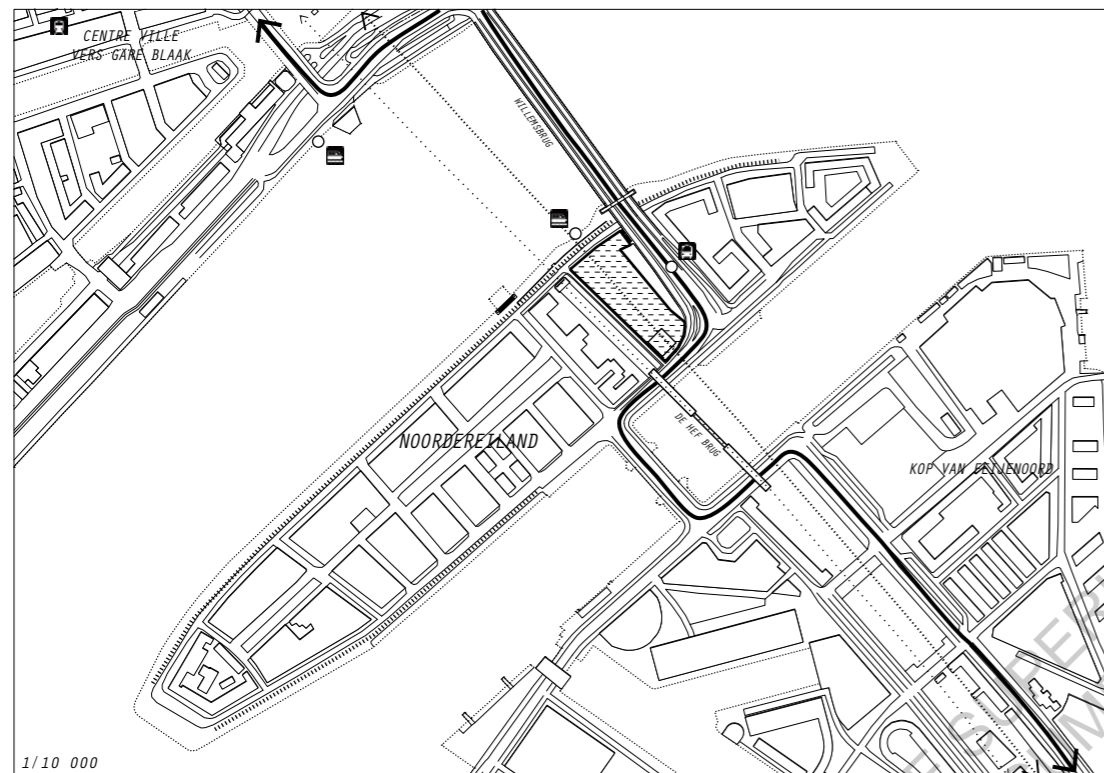 CENTRE VILLE
VERS GARE BLAAK
WILLEMSBRUG
DE HEF BRUG
NOORDEREILAND
KOP VAN FEIJENOORD
1/10 000